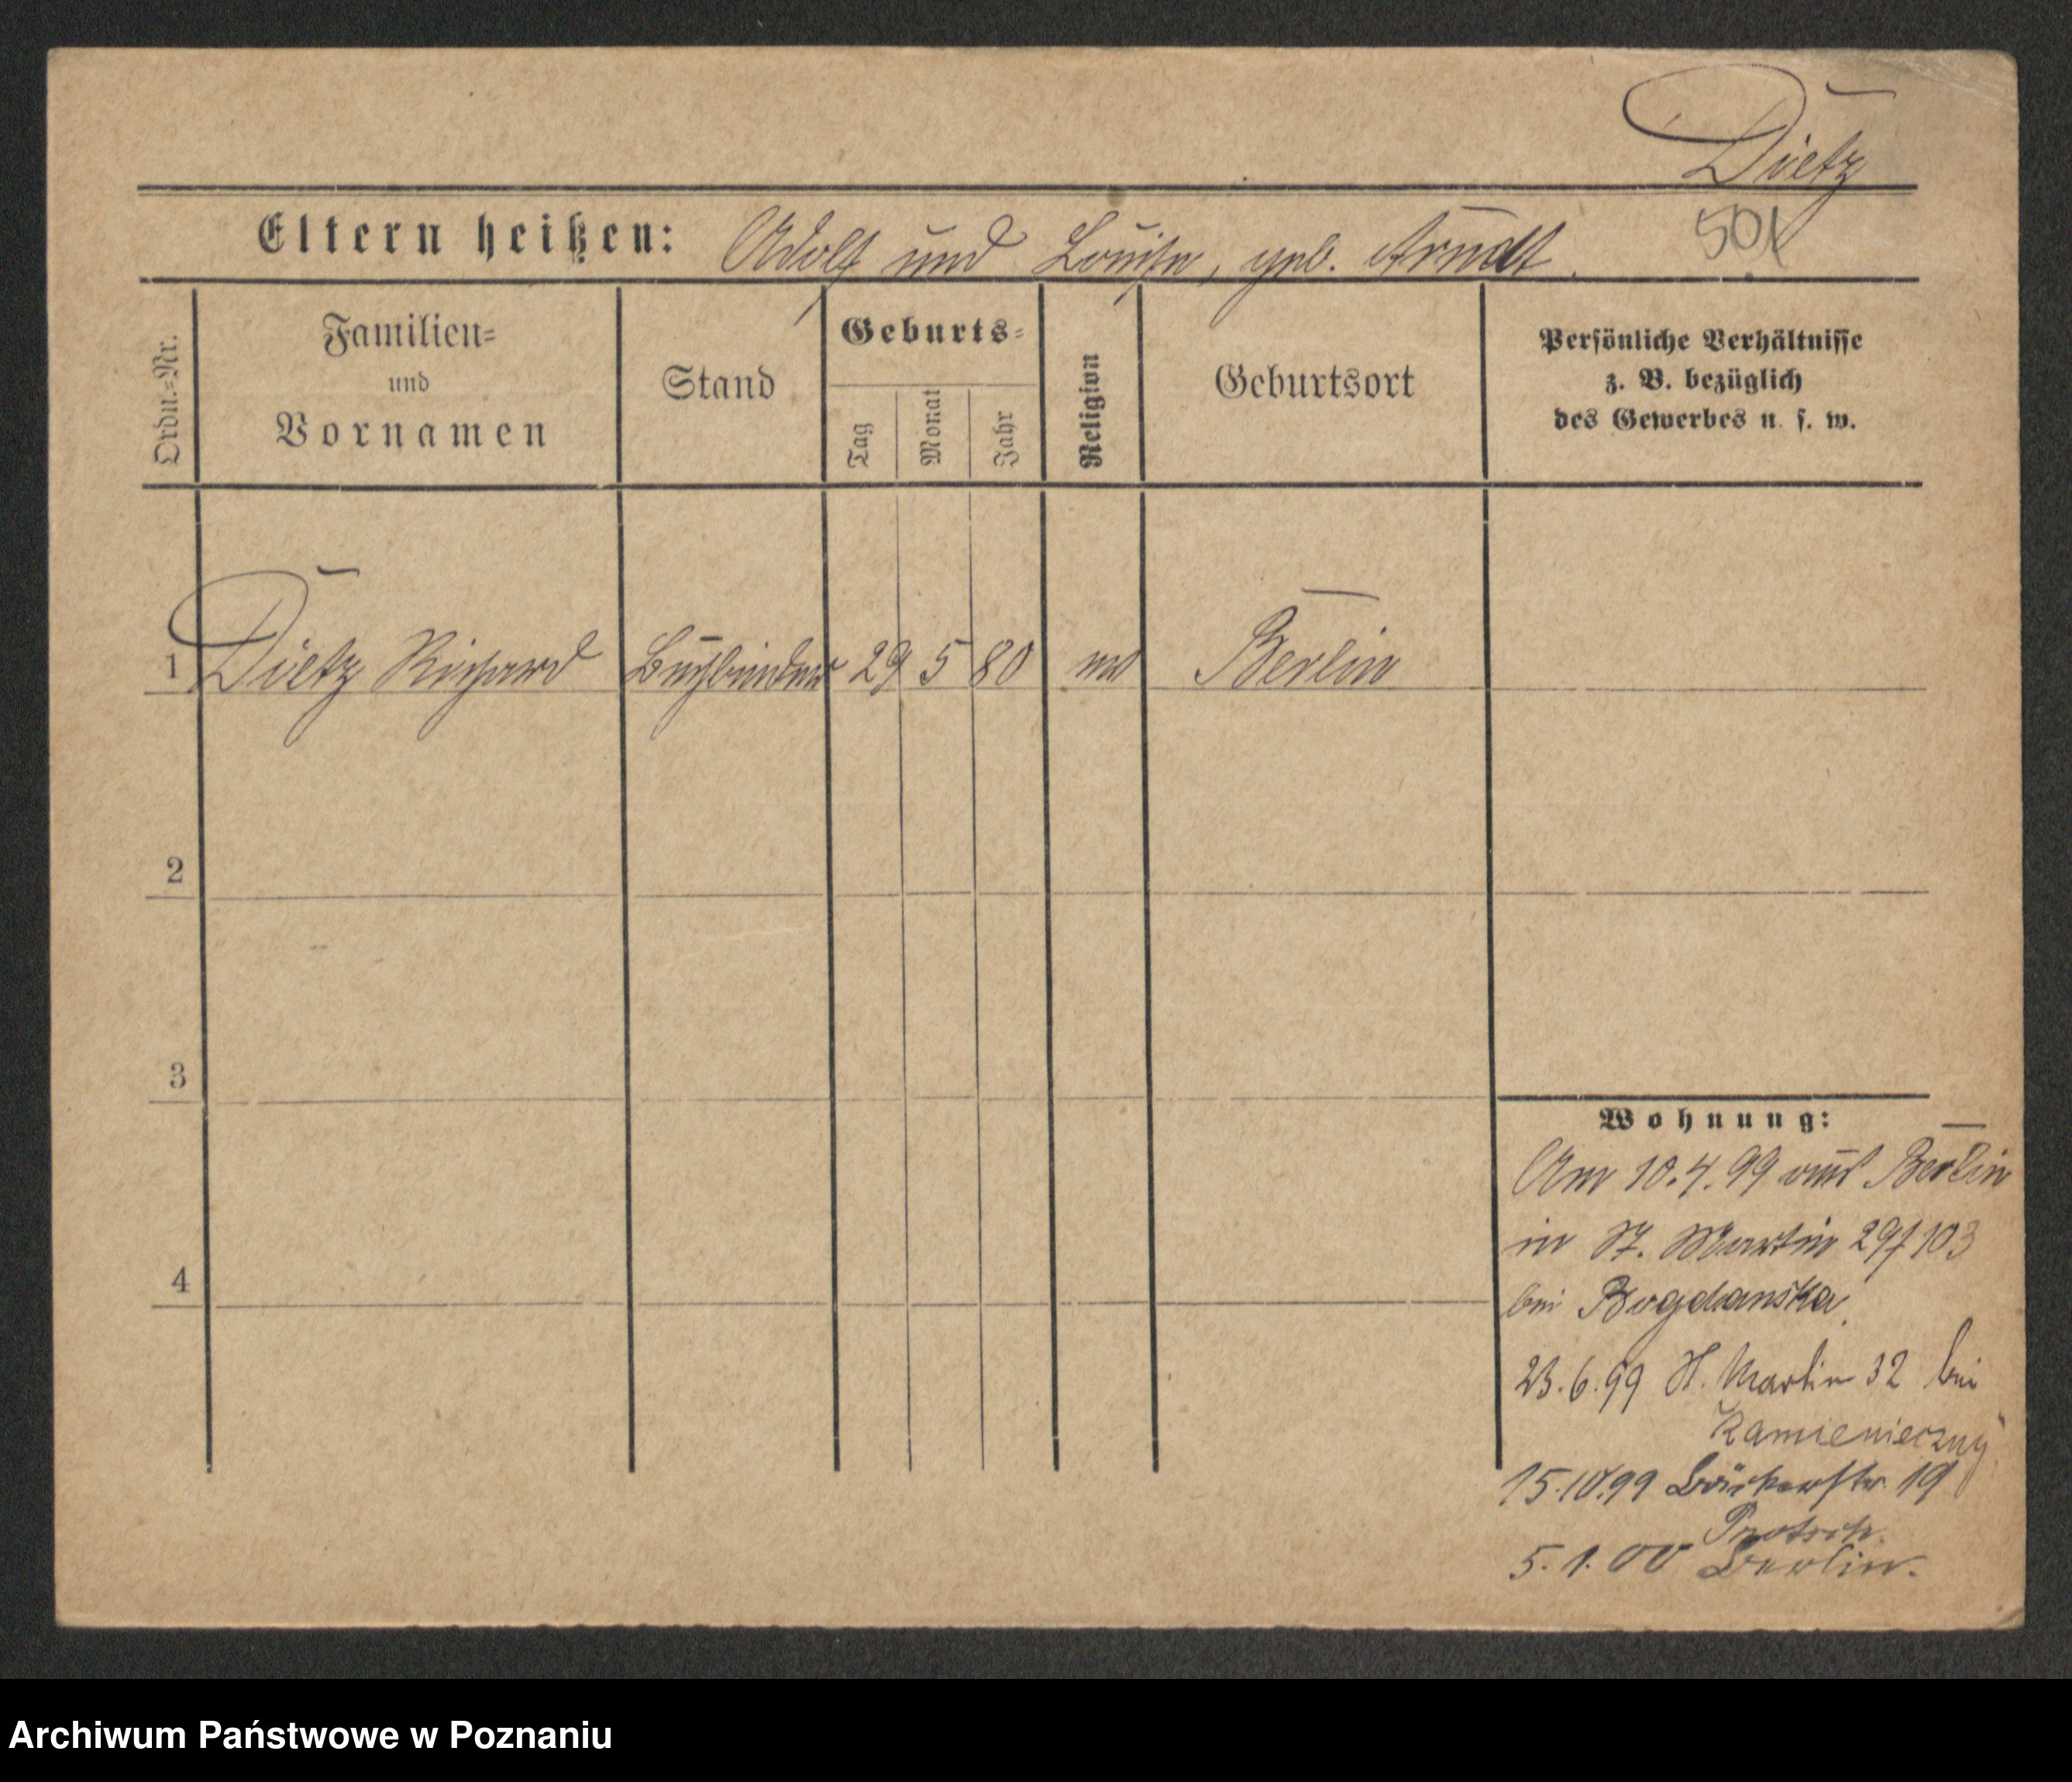 Dietz
Eltern heißen: Adolf und Louise, geb. Arndt.
501
Ordn.=Nr.
Familien=
und
Vornamen
Stand
Geburts=
Tag
Monat
Jahr
Religion
Geburtsort
Persönliche Verhältnisse
z. B. bezüglich
des Gewerbes u. s. w.
1 Dietz Richard Buchbinder 29 5 80 Berlin
2
3
4
Wohnung:
Am 10.4.99 aus Berlin
in St. Martin 103
bei Bogdanska.
23.6.99 St. Martin 32 bei
Kamienieczny
15.10.99 Bäckerstr. 19
5.1.00 Berlin.
Archiwum Państwowe w Poznaniu